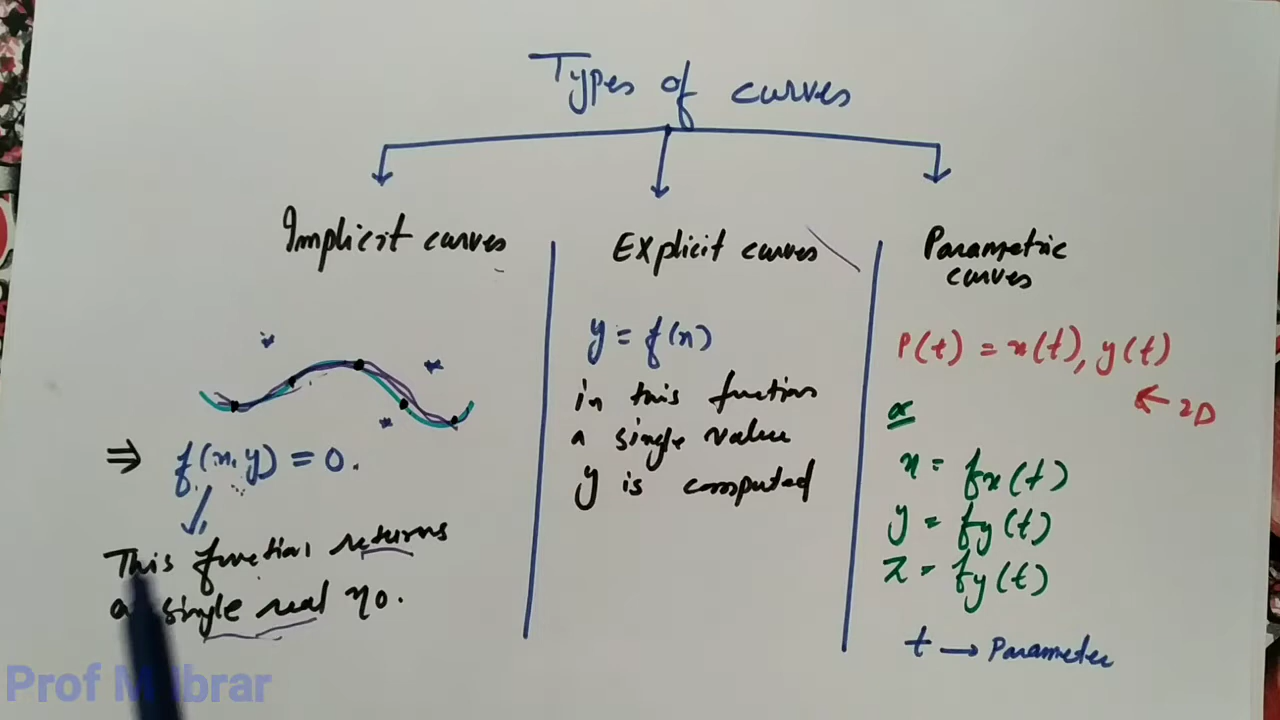 Types of curves
Implicit curves
f(x,y) = 0.
This function returns
a single real no.
Explicit curves
y = f(x)
in this function
a single value
y is computed
Parametric
curves
P(t) = x(t), y(t)
← 2D
or
x = fx(t)
y = fy(t)
z = fy(t)
t → Parameter
Prof M Ibrar